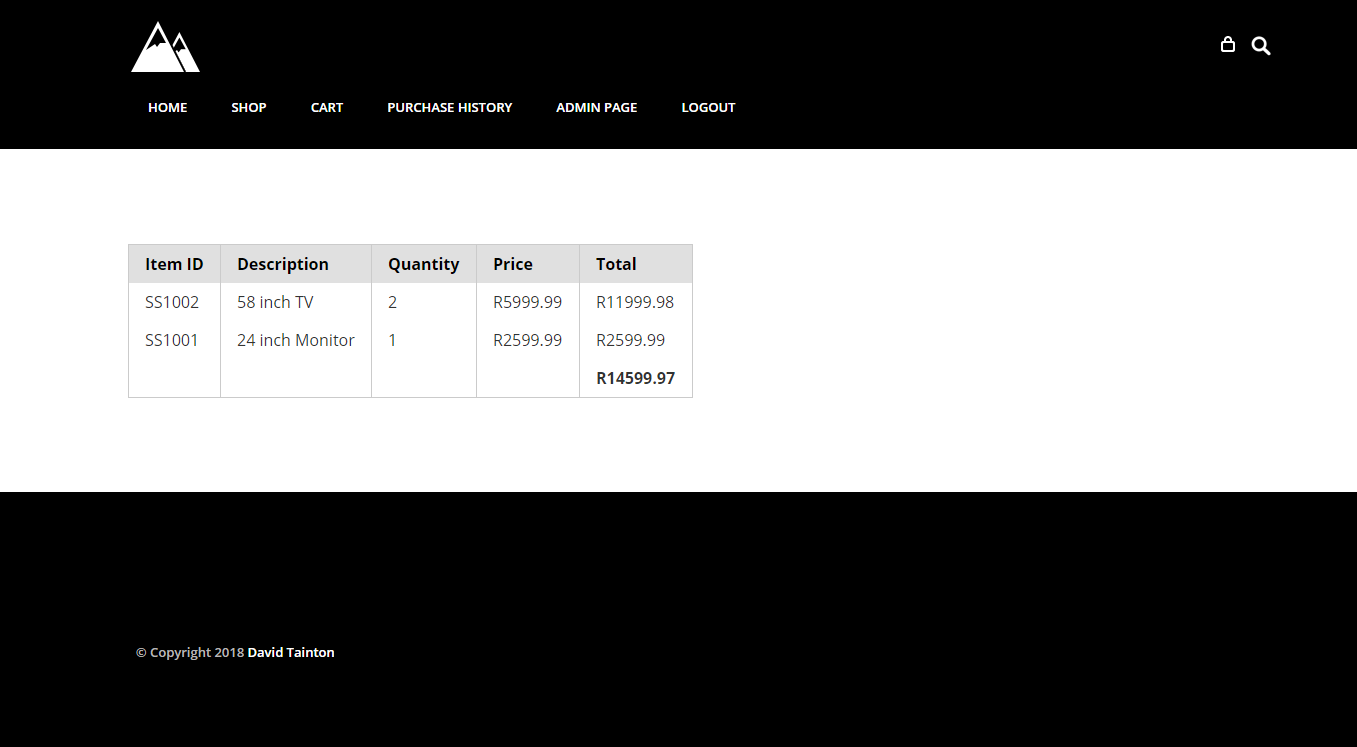 HOME SHOP CART PURCHASE HISTORY ADMIN PAGE LOGOUT
Item ID Description Quantity Price Total
SS1002 58 inch TV 2 R5999.99 R11999.98
SS1001 24 inch Monitor 1 R2599.99 R2599.99
R14599.97
© Copyright 2018 David Tainton